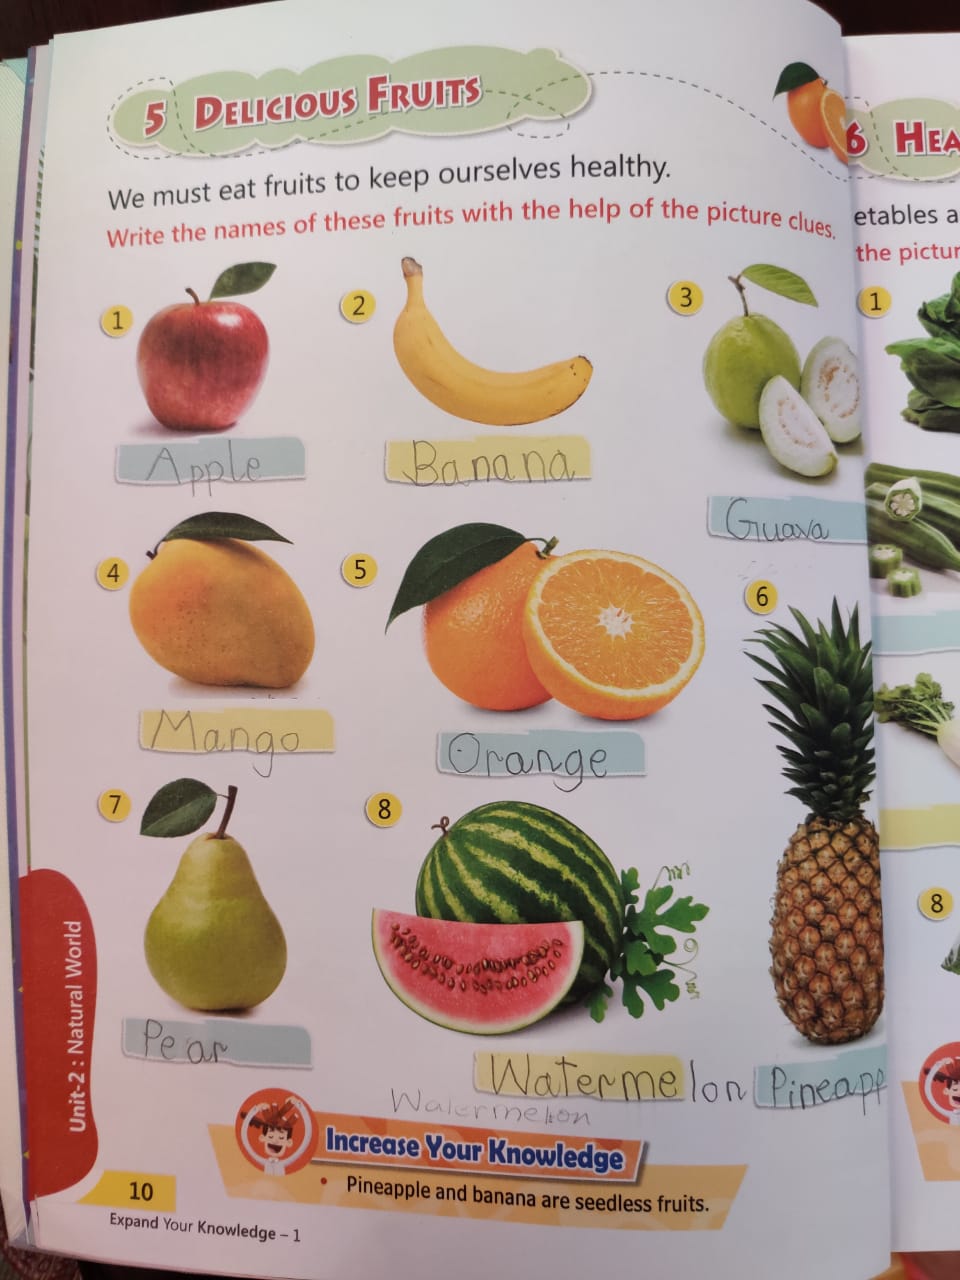 5 DELICIOUS FRUITS
We must eat fruits to keep ourselves healthy.
Write the names of these fruits with the help of the picture clues.
1
2
3
Apple
Banana
Guava
4
5
6
Mango
Orange
7
8
Pear
Watermelon
Pineapp
Watermelon
Increase Your Knowledge
• Pineapple and banana are seedless fruits.
Unit-2 : Natural World
10
Expand Your Knowledge – 1
6 HEA
etables a
the pictur
1
8